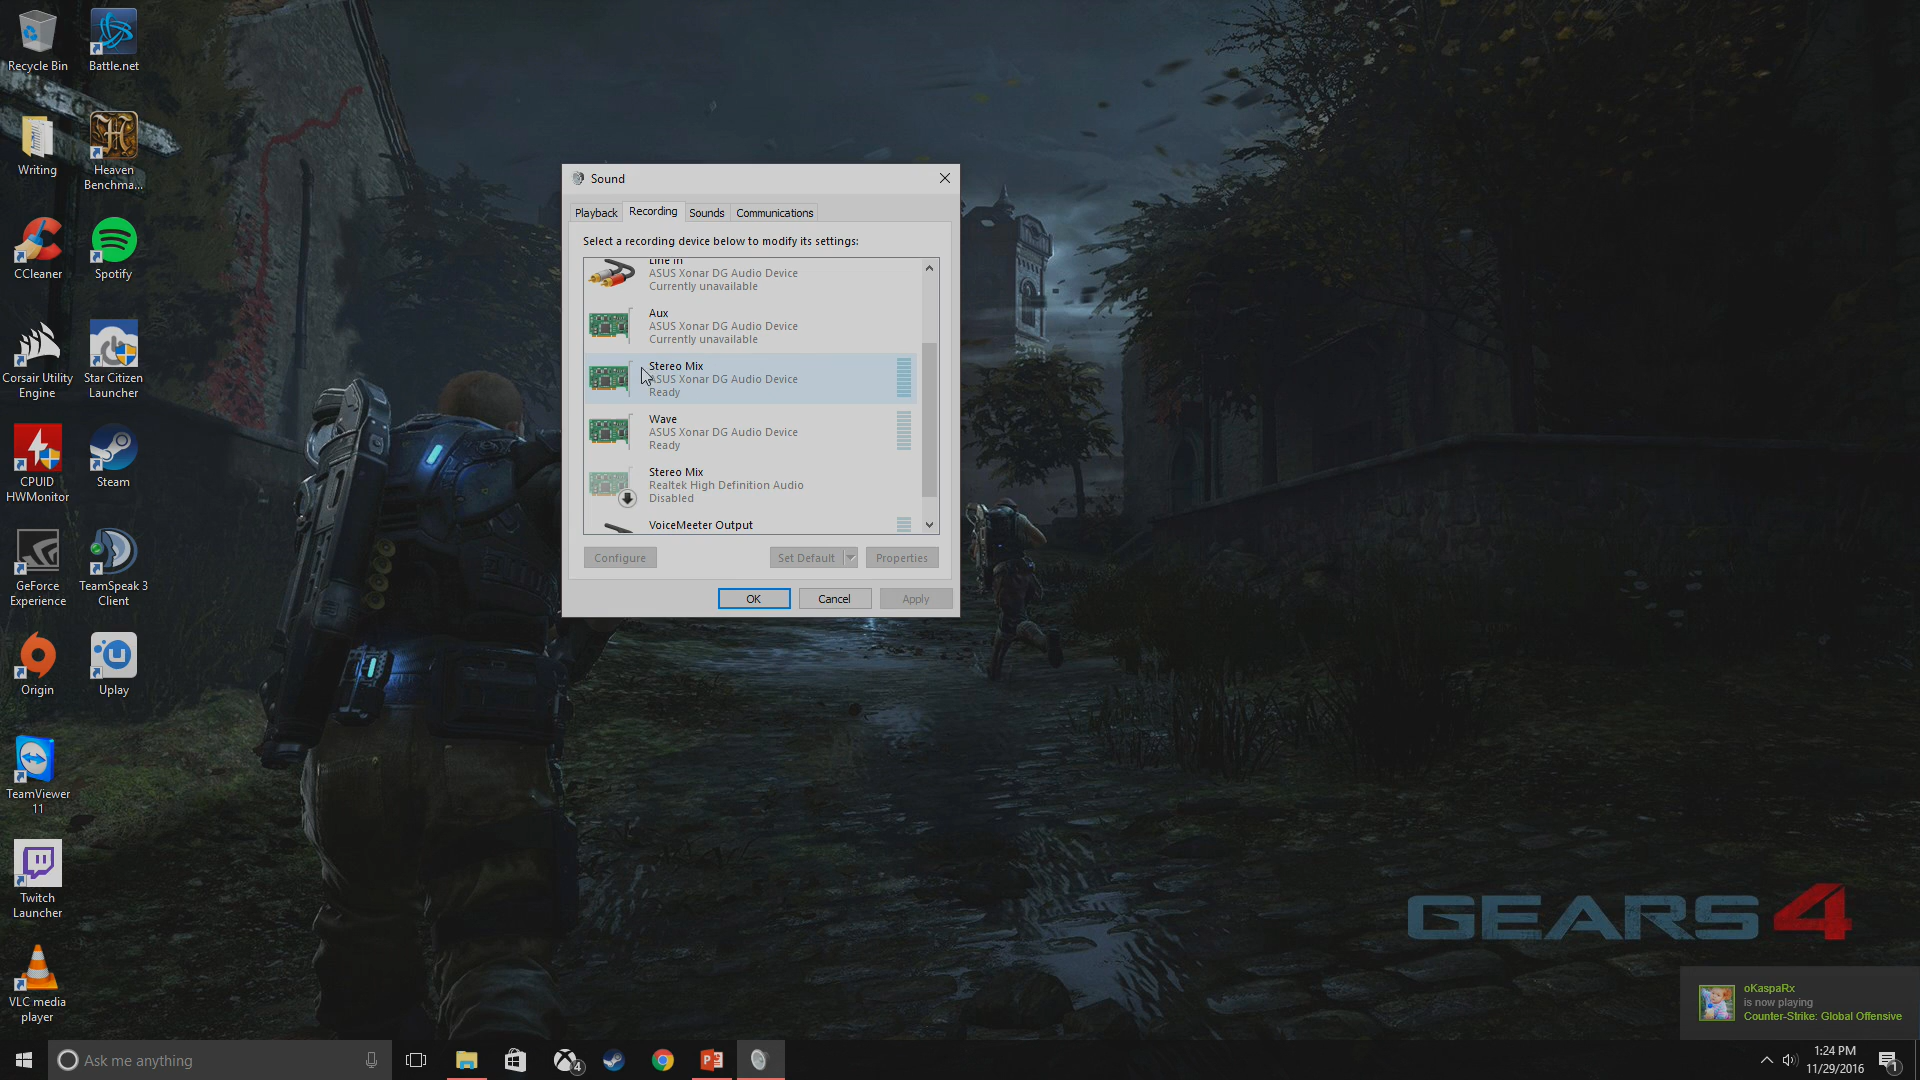 Recycle Bin
Battle.net
Writing
Heaven
Benchma...
CCleaner
Spotify
Corsair Utility
Engine
Star Citizen
Launcher
CPUID
HWMonitor
Steam
GeForce
Experience
TeamSpeak 3
Client
Origin
Uplay
TeamViewer
11
Twitch
Launcher
VLC media
player
Sound
Playback
Recording
Sounds
Communications
Select a recording device below to modify its settings:
Line In
ASUS Xonar DG Audio Device
Currently unavailable
Aux
ASUS Xonar DG Audio Device
Currently unavailable
Stereo Mix
ASUS Xonar DG Audio Device
Ready
Wave
ASUS Xonar DG Audio Device
Ready
Stereo Mix
Realtek High Definition Audio
Disabled
VoiceMeeter Output
Configure
Set Default
Properties
OK
Cancel
Apply
GEARS 4
oKaspaRx
is now playing
Counter-Strike: Global Offensive
Ask me anything
4
1:24 PM
11/29/2016
1